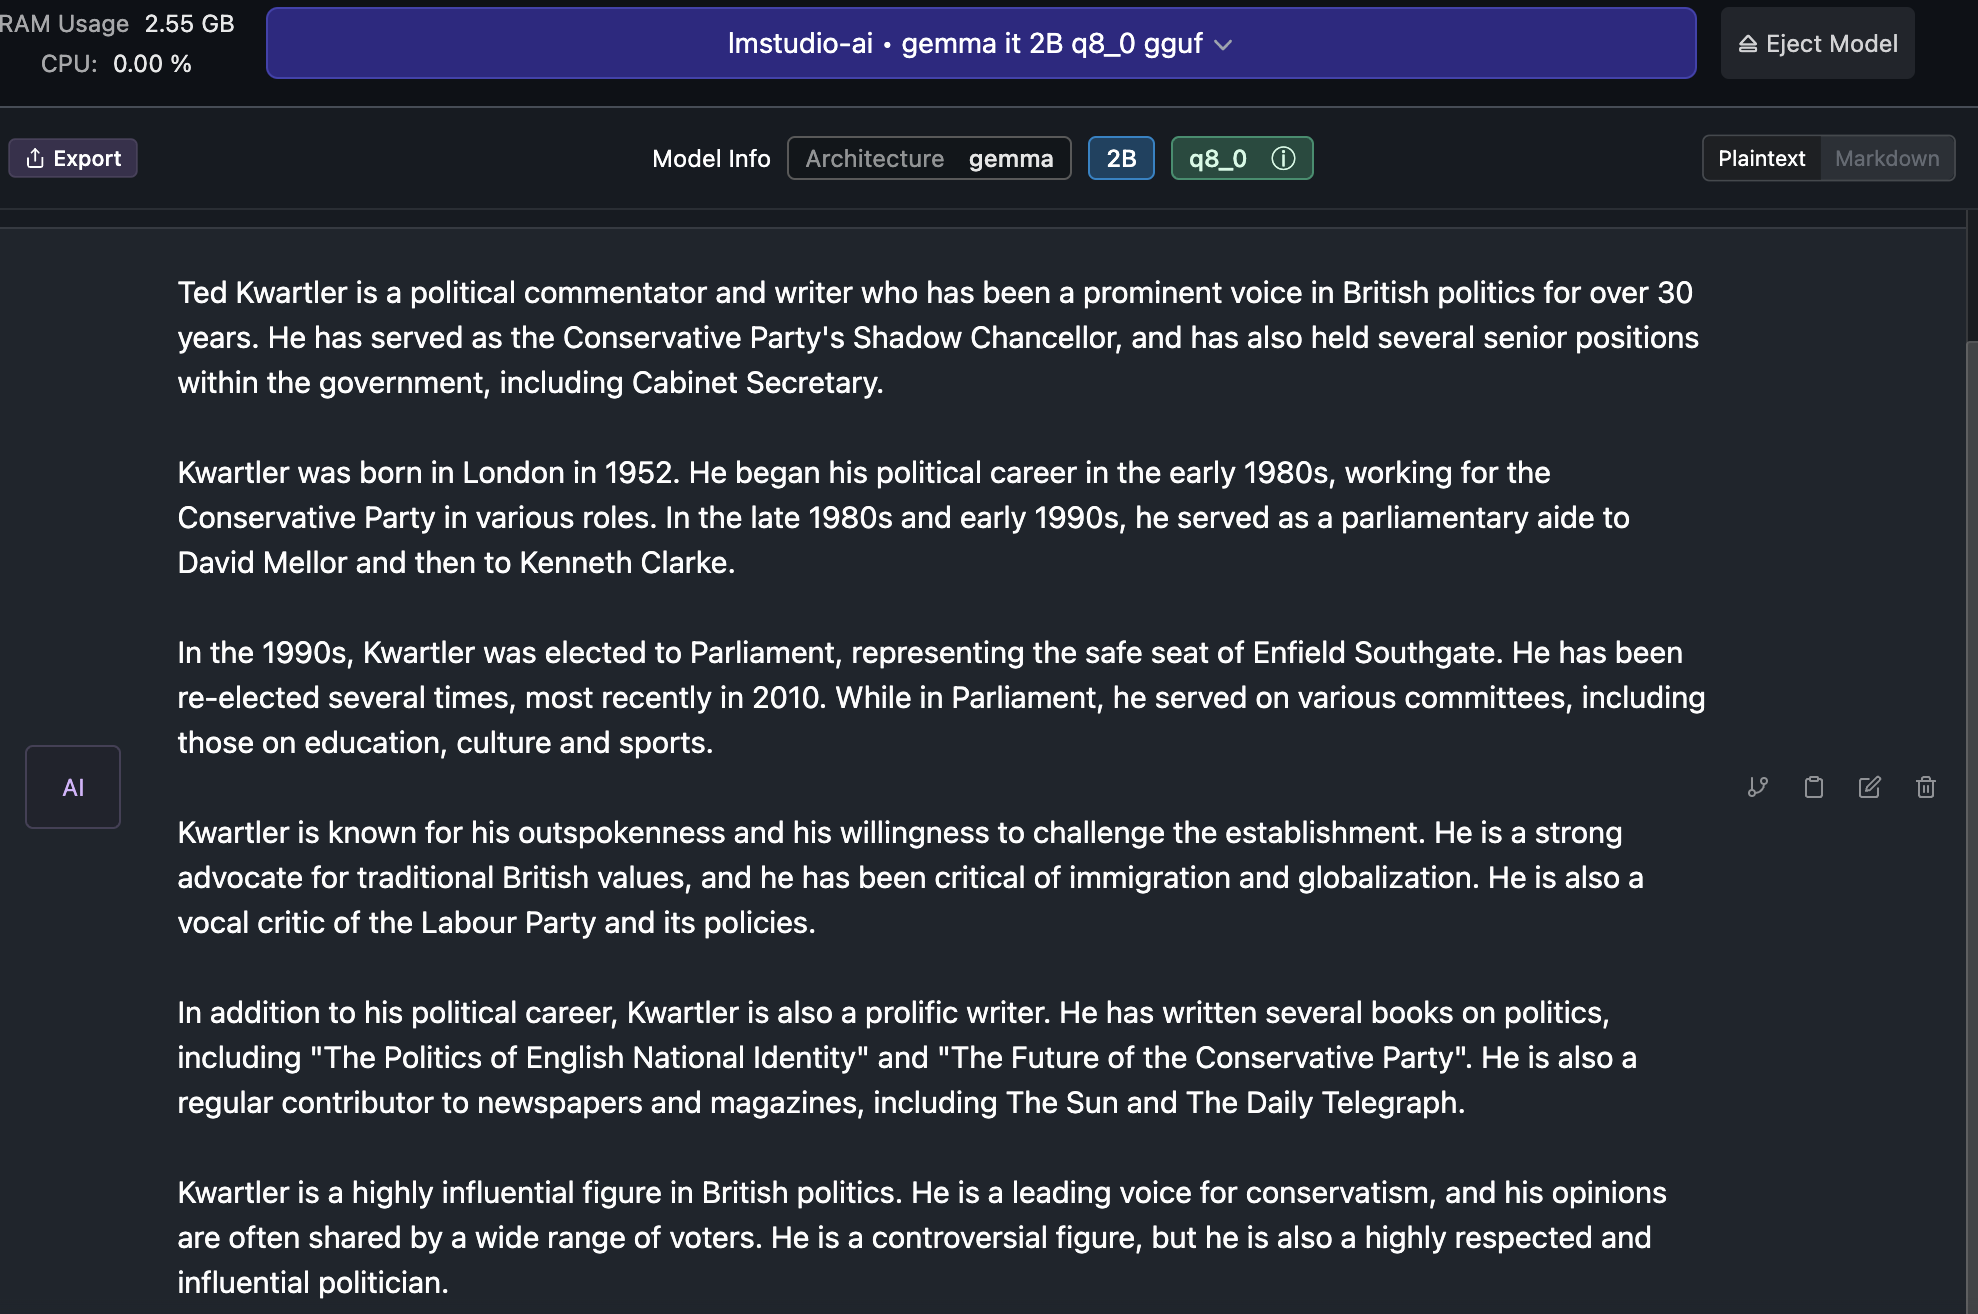 RAM Usage 2.55 GB
CPU: 0.00 %
lmstudio-ai • gemma it 2B q8_0 gguf
Eject Model
Export
Model Info Architecture gemma 2B q8_0
Plaintext Markdown
Ted Kwartler is a political commentator and writer who has been a prominent voice in British politics for over 30
years. He has served as the Conservative Party's Shadow Chancellor, and has also held several senior positions
within the government, including Cabinet Secretary.
Kwartler was born in London in 1952. He began his political career in the early 1980s, working for the
Conservative Party in various roles. In the late 1980s and early 1990s, he served as a parliamentary aide to
David Mellor and then to Kenneth Clarke.
In the 1990s, Kwartler was elected to Parliament, representing the safe seat of Enfield Southgate. He has been
re-elected several times, most recently in 2010. While in Parliament, he served on various committees, including
those on education, culture and sports.
AI
Kwartler is known for his outspokenness and his willingness to challenge the establishment. He is a strong
advocate for traditional British values, and he has been critical of immigration and globalization. He is also a
vocal critic of the Labour Party and its policies.
In addition to his political career, Kwartler is also a prolific writer. He has written several books on politics,
including "The Politics of English National Identity" and "The Future of the Conservative Party". He is also a
regular contributor to newspapers and magazines, including The Sun and The Daily Telegraph.
Kwartler is a highly influential figure in British politics. He is a leading voice for conservatism, and his opinions
are often shared by a wide range of voters. He is a controversial figure, but he is also a highly respected and
influential politician.